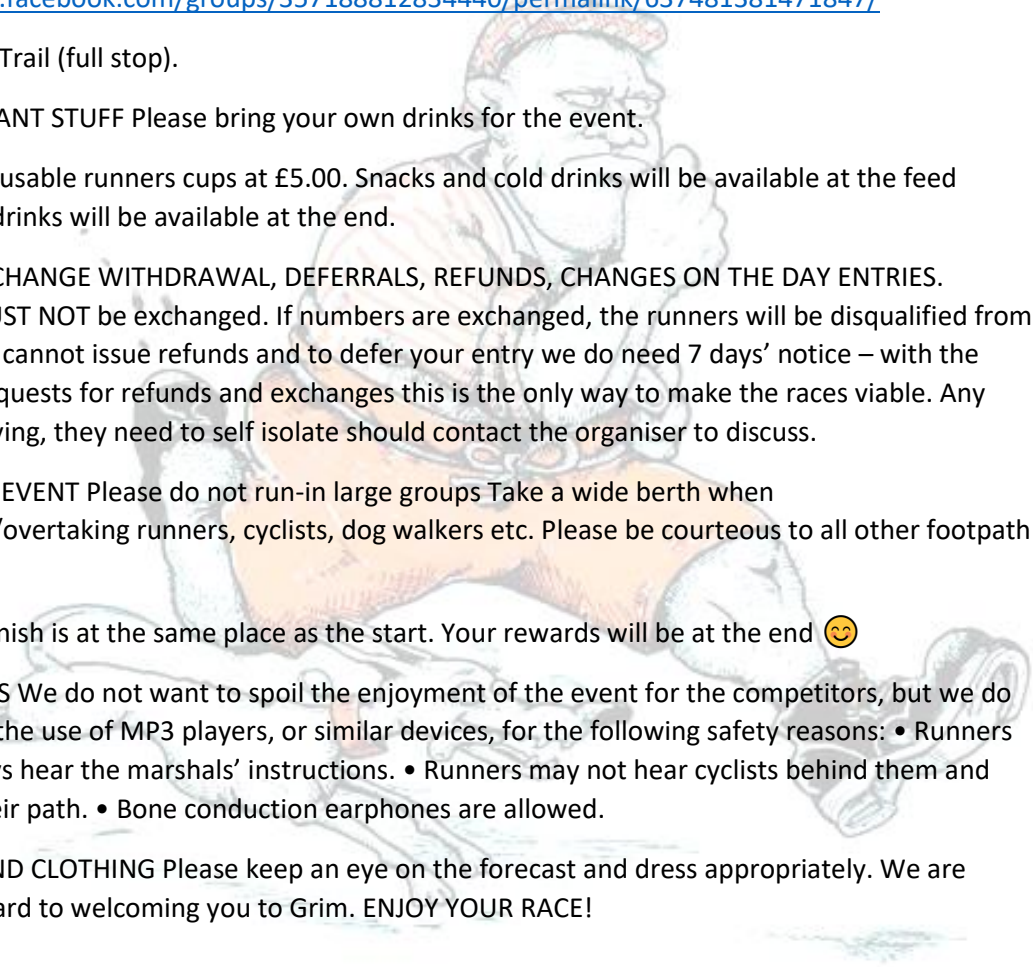 .facebook.com/groups/357188812834440/permalink/637481381471847/
Trail (full stop).
ANT STUFF Please bring your own drinks for the event.
usable runners cups at £5.00. Snacks and cold drinks will be available at the feed
drinks will be available at the end.
CHANGE WITHDRAWAL, DEFERRALS, REFUNDS, CHANGES ON THE DAY ENTRIES.
UST NOT be exchanged. If numbers are exchanged, the runners will be disqualified from
cannot issue refunds and to defer your entry we do need 7 days’ notice – with the
quests for refunds and exchanges this is the only way to make the races viable. Any
ving, they need to self isolate should contact the organiser to discuss.
EVENT Please do not run-in large groups Take a wide berth when
/overtaking runners, cyclists, dog walkers etc. Please be courteous to all other footpath
nish is at the same place as the start. Your rewards will be at the end 😊
S We do not want to spoil the enjoyment of the event for the competitors, but we do
the use of MP3 players, or similar devices, for the following safety reasons: • Runners
ys hear the marshals’ instructions. • Runners may not hear cyclists behind them and
eir path. • Bone conduction earphones are allowed.
ND CLOTHING Please keep an eye on the forecast and dress appropriately. We are
ard to welcoming you to Grim. ENJOY YOUR RACE!